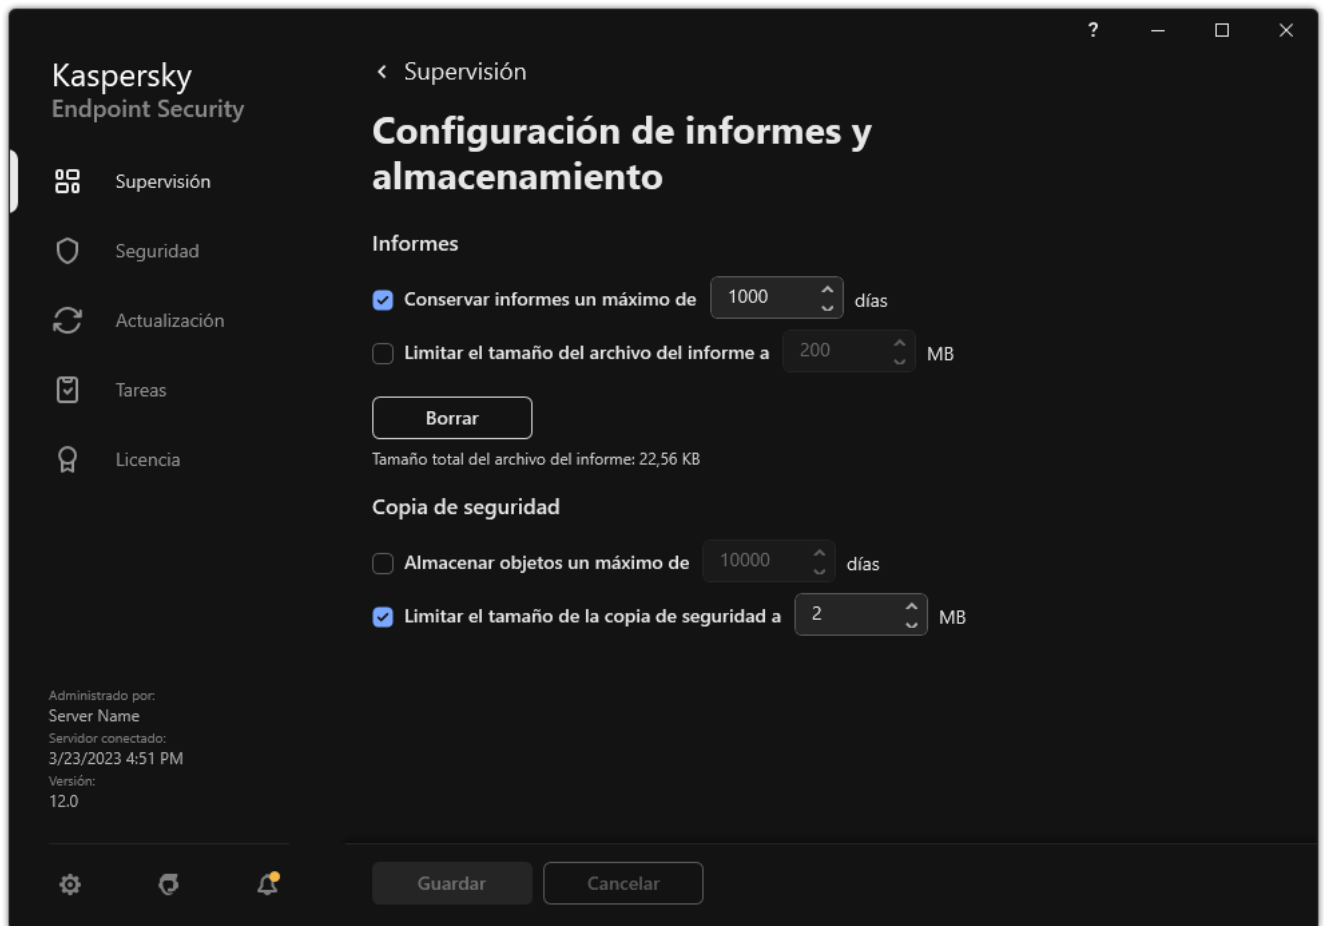 ?
Kaspersky
Endpoint Security
Supervisión
Seguridad
Actualización
Tareas
Licencia
Administrado por:
Server Name
Servidor conectado:
3/23/2023 4:51 PM
Versión:
12.0
Supervisión
Configuración de informes y
almacenamiento
Informes
Conservar informes un máximo de 1000 días
Limitar el tamaño del archivo del informe a 200 MB
Borrar
Tamaño total del archivo del informe: 22,56 KB
Copia de seguridad
Almacenar objetos un máximo de 10000 días
Limitar el tamaño de la copia de seguridad a 2 MB
Guardar Cancelar